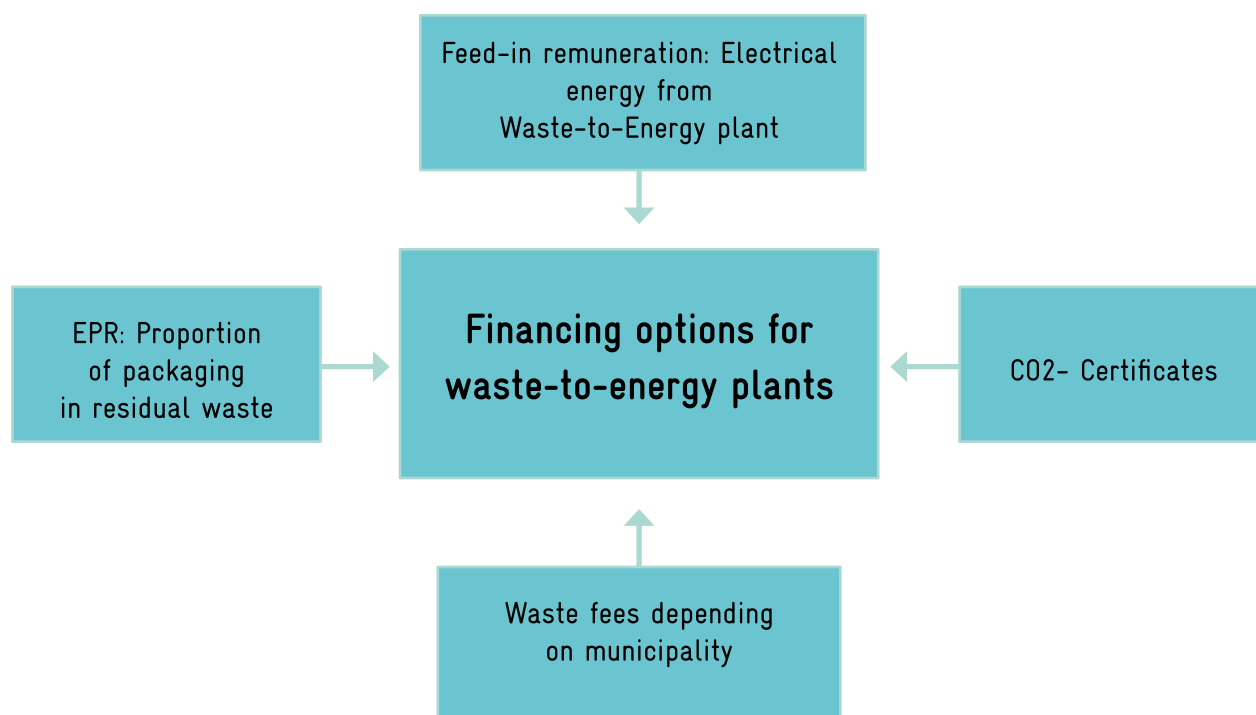 Feed-in remuneration: Electrical
energy from
Waste-to-Energy plant
EPR: Proportion
of packaging
in residual waste
Financing options for
waste-to-energy plants
CO2- Certificates
Waste fees depending
on municipality